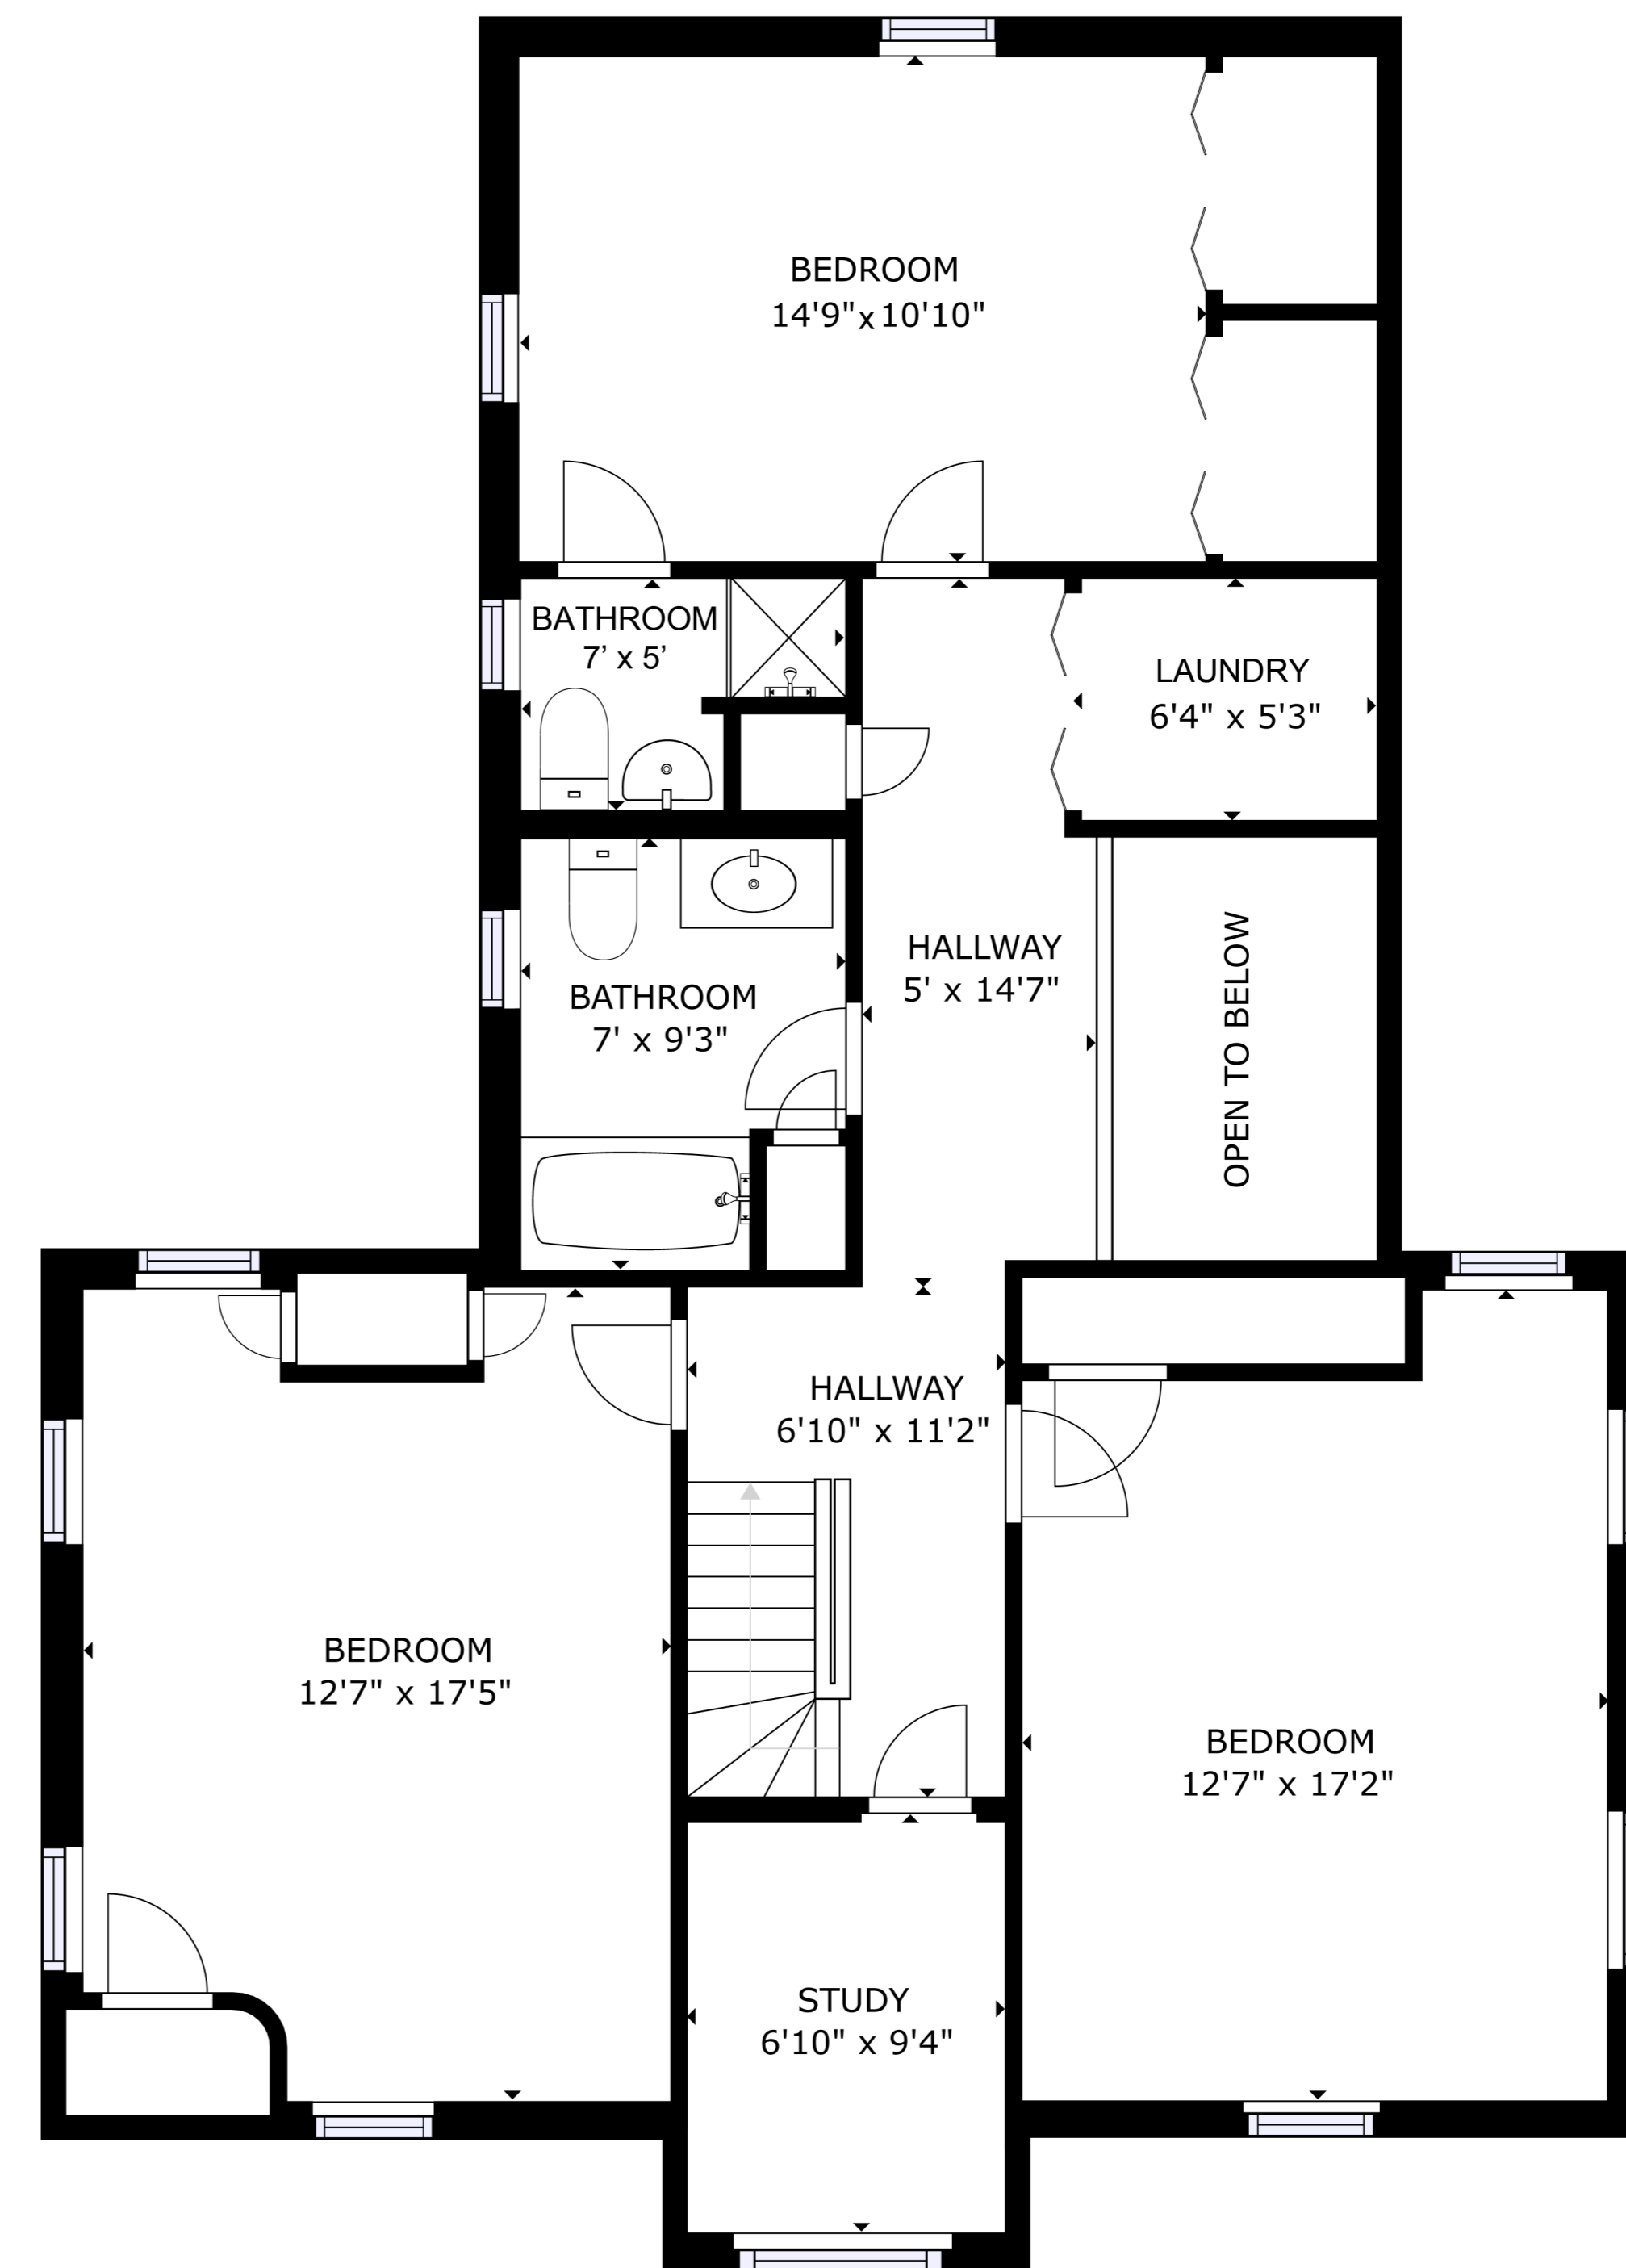 BEDROOM
14'9" x 10'10"
BATHROOM
7’ x 5’
LAUNDRY
6'4" x 5'3"
HALLWAY
5' x 14'7"
OPEN TO BELOW
BATHROOM
7' x 9'3"
HALLWAY
6'10" x 11'2"
BEDROOM
12'7" x 17'5"
BEDROOM
12'7" x 17'2"
STUDY
6'10" x 9'4"